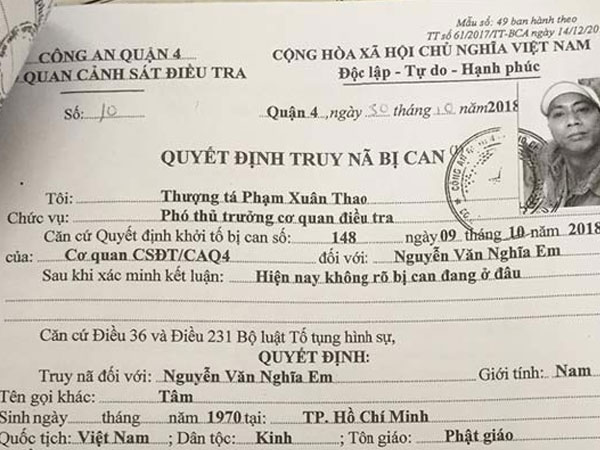 Mẫu số: 49 ban hành theo
TT số 61/2017/TT-BCA ngày 14/12/20
CÔNG AN QUẬN 4
QUAN CẢNH SÁT ĐIỀU TRA
CỘNG HÒA XÃ HỘI CHỦ NGHĨA VIỆT NAM
Độc lập - Tự do - Hạnh phúc
Số: 10
Quận 4, ngày 30 tháng 10 năm 2018
QUYẾT ĐỊNH TRUY NÃ BỊ CAN
Tôi: Thượng tá Phạm Xuân Thao
Chức vụ: Phó thủ trưởng cơ quan điều tra
Căn cứ Quyết định khởi tố bị can số: 148 ngày 09 tháng 10 năm 2018
của: Cơ quan CSĐT/CAQ4 đối với: Nguyễn Văn Nghĩa Em
Sau khi xác minh kết luận: Hiện nay không rõ bị can đang ở đâu
Căn cứ Điều 36 và Điều 231 Bộ luật Tố tụng hình sự,
QUYẾT ĐỊNH:
Truy nã đối với: Nguyễn Văn Nghĩa Em Giới tính: Nam
Tên gọi khác: Tâm
Sinh ngày tháng năm 1970 tại: TP. Hồ Chí Minh
Quốc tịch: Việt Nam ; Dân tộc: Kinh ; Tôn giáo: Phật giáo